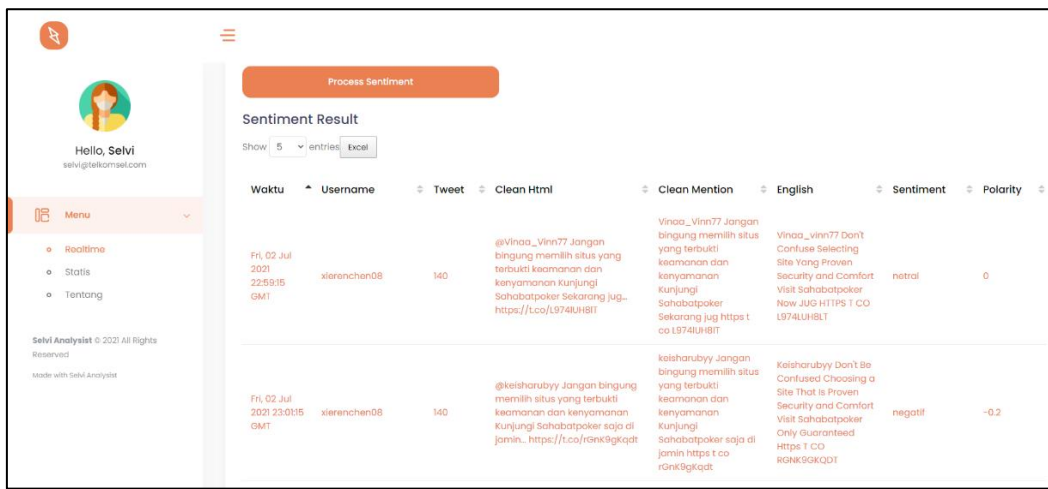 Process Sentiment
Sentiment Result
Show 5 entries Excel
Hello, Selvi
selvi@telkomsel.com
Menu
Realtime
Statis
Tentang
Selvi Analysist © 2021 All Rights
Reserved
Made with Selvi Analysist
Waktu Username Tweet Clean Html Clean Mention English Sentiment Polarity
Fri, 02 Jul
2021
22:59:15
GMT
xierenchen08
140
@Vinaa_Vinn77 Jangan
bingung memilih situs yang
terbukti keamanan dan
kenyamanan Kunjungi
Sahabatpoker Sekarang jug…
https://t.co/L974IUH8IT
Vinaa_Vinn77 Jangan
bingung memilih situs
yang terbukti
keamanan dan
kenyamanan
Kunjungi
Sahabatpoker
Sekarang jug https t
co L974IUH8IT
Vinaa_vinn77 Don't
Confuse Selecting
Site Yang Proven
Security and Comfort
Visit Sahabatpoker
Now JUG HTTPS T CO
L974LUH8LT
netral
0
Fri, 02 Jul
2021 23:01:15
GMT
xierenchen08
140
@keisharubyy Jangan bingung
memilih situs yang terbukti
keamanan dan kenyamanan
Kunjungi Sahabatpoker saja di
jamin… https://t.co/rGnK9gKqdt
keisharubyy Jangan
bingung memilih situs
yang terbukti
keamanan dan
kenyamanan
Kunjungi
Sahabatpoker saja di
jamin https t co
rGnK9gKqdt
Keisharubyy Don't Be
Confused Choosing a
Site That Is Proven
Security and Comfort
Visit Sahabatpoker
Only Guaranteed
Https T CO
RGNK9GKQDT
negatif
-0.2